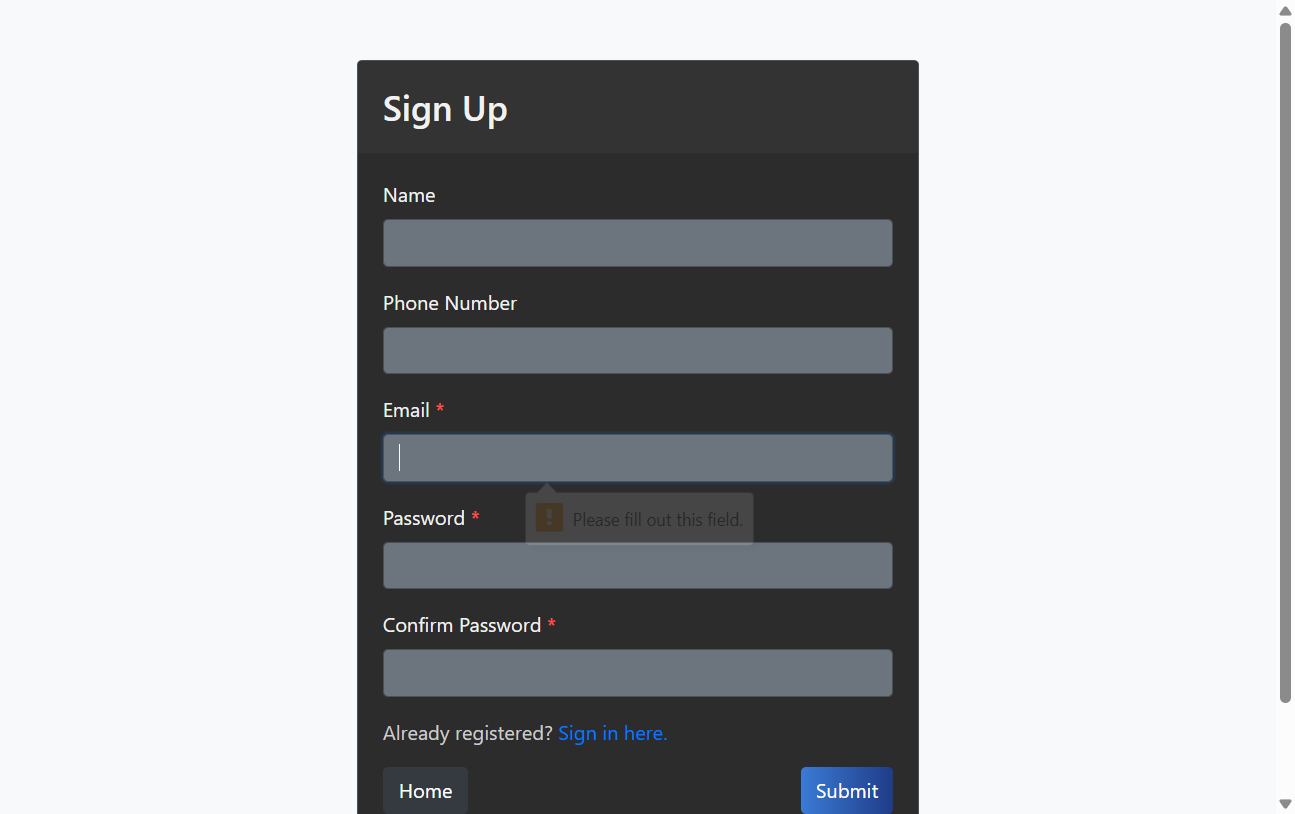 Sign Up
Name
Phone Number
Email *
Please fill out this field.
Password *
Confirm Password *
Already registered? Sign in here.
Home
Submit